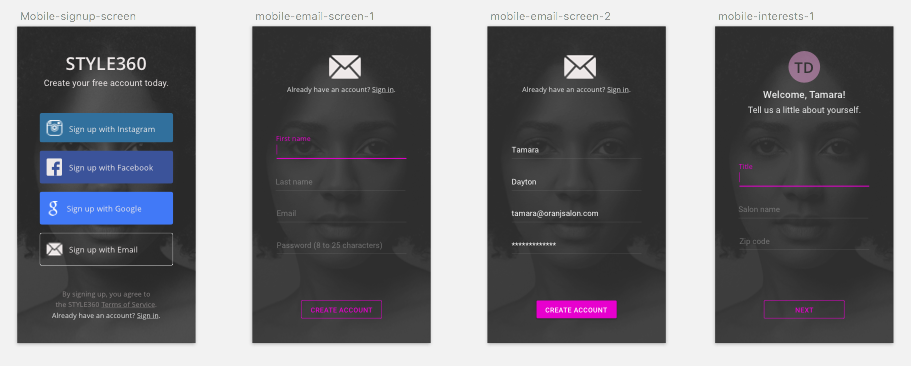 Mobile-signup-screen
STYLE360
Create your free account today.
Sign up with Instagram
Sign up with Facebook
Sign up with Google
Sign up with Email
By signing up, you agree to
the STYLE360 Terms of Service.
Already have an account? Sign in.
mobile-email-screen-1
Already have an account? Sign in.
First name
Last name
Email
Password (8 to 25 characters)
CREATE ACCOUNT
mobile-email-screen-2
Already have an account? Sign in.
Tamara
Dayton
tamara@oranjsalon.com
*************
CREATE ACCOUNT
mobile-interests-1
TD
Welcome, Tamara!
Tell us a little about yourself.
Title
Salon name
Zip code
NEXT